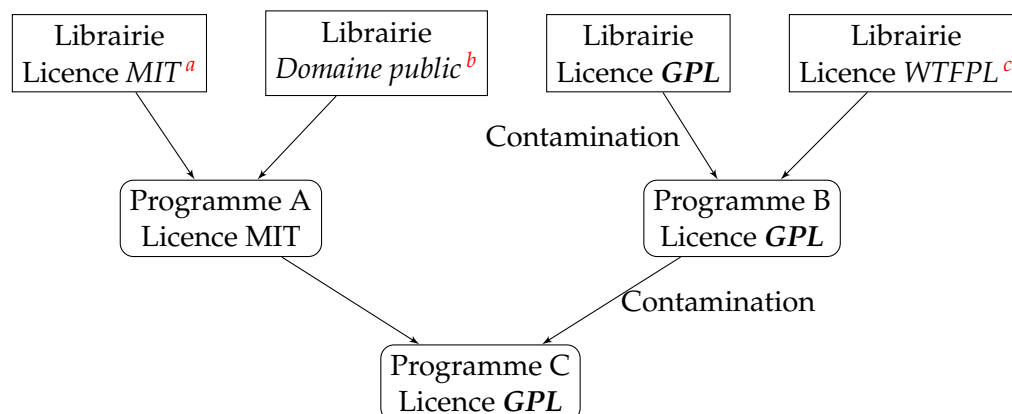 Librairie
Licence MIT a
Librairie
Domaine public b
Librairie
Licence GPL
Librairie
Licence WTFPL c
Contamination
Programme A
Licence MIT
Programme B
Licence GPL
Contamination
Programme C
Licence GPL